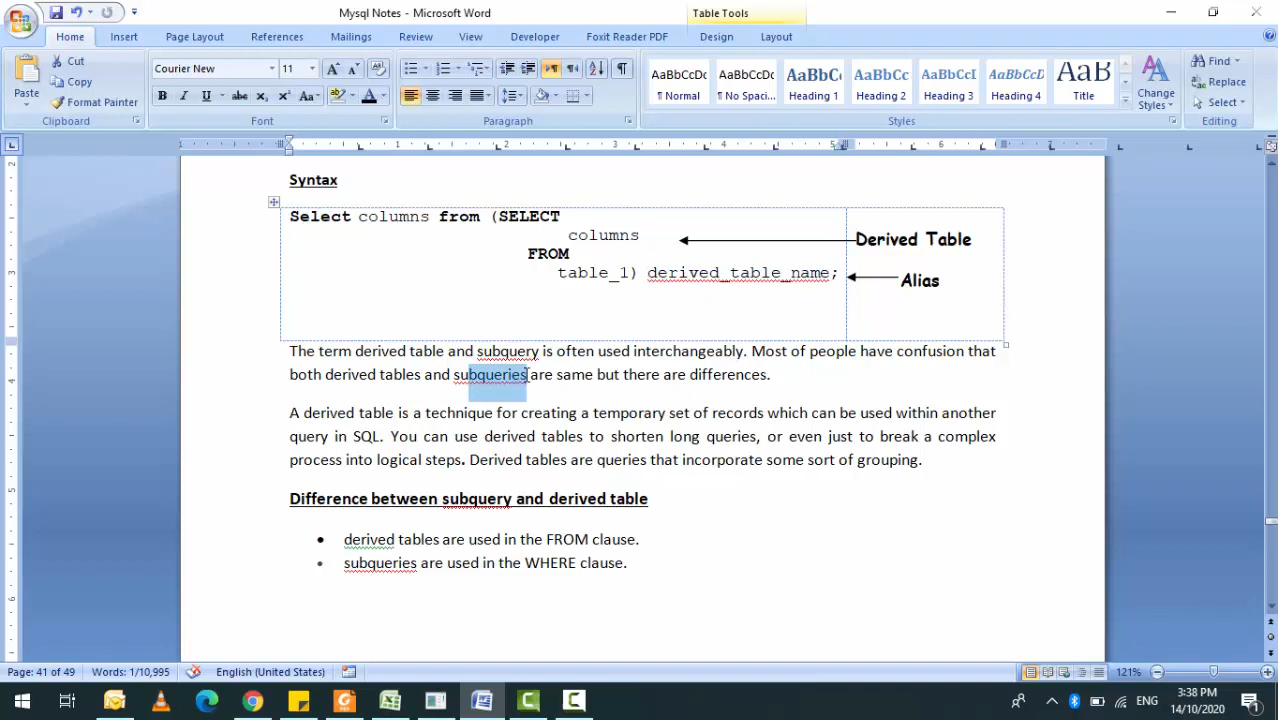 Mysql Notes - Microsoft Word
Table Tools
Home Insert Page Layout References Mailings Review View Developer Foxit Reader PDF Design Layout
Paste
Cut
Copy
Format Painter
Clipboard
Courier New 11
Font
Paragraph
AaBbCcDc AaBbCcDc AaBbC AaBbCc AaBbCcI AaBbCcD AaB
¶ Normal ¶ No Spaci... Heading 1 Heading 2 Heading 3 Heading 4 Title
Change Styles
Styles
Find
Replace
Select
Editing
1 1 2 3 4 5 6 7
Syntax
Select columns from (SELECT
columns
FROM
table_1) derived_table_name;
Derived Table
Alias
The term derived table and subquery is often used interchangeably. Most of people have confusion that
both derived tables and subqueries are same but there are differences.
A derived table is a technique for creating a temporary set of records which can be used within another
query in SQL. You can use derived tables to shorten long queries, or even just to break a complex
process into logical steps. Derived tables are queries that incorporate some sort of grouping.
Difference between subquery and derived table
• derived tables are used in the FROM clause.
• subqueries are used in the WHERE clause.
Page: 41 of 49 Words: 1/10,995 English (United States) 121%
ENG
3:38 PM
14/10/2020